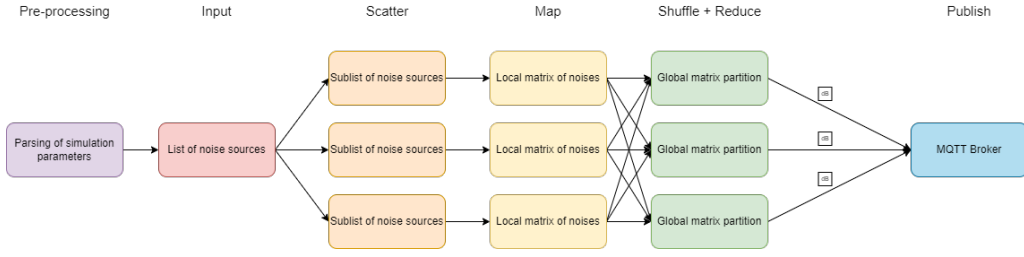 Pre-processing
Input
Scatter
Map
Shuffle + Reduce
Publish
Parsing of simulation
parameters
List of noise sources
Sublist of noise sources
Sublist of noise sources
Sublist of noise sources
Local matrix of noises
Local matrix of noises
Local matrix of noises
Global matrix partition
Global matrix partition
Global matrix partition
dB
dB
dB
MQTT Broker